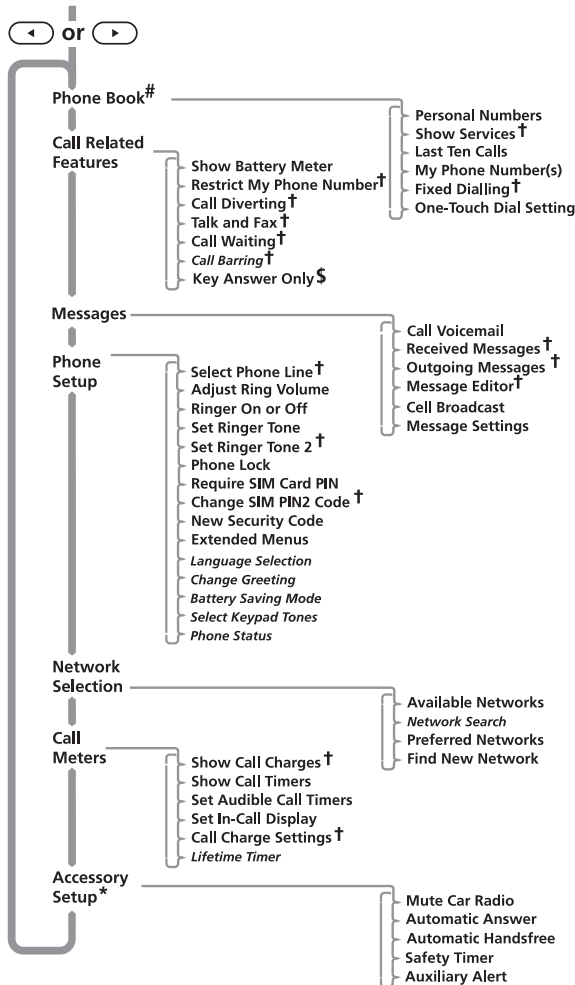 or
Phone Book#
Personal Numbers
Show Services†
Last Ten Calls
My Phone Number(s)
Fixed Dialling†
One-Touch Dial Setting
Call Related
Features
Show Battery Meter
Restrict My Phone Number†
Call Diverting†
Talk and Fax†
Call Waiting†
Call Barring†
Key Answer Only$
Messages
Call Voicemail
Received Messages†
Outgoing Messages†
Message Editor†
Cell Broadcast
Message Settings
Phone
Setup
Select Phone Line†
Adjust Ring Volume
Ringer On or Off
Set Ringer Tone
Set Ringer Tone 2†
Phone Lock
Require SIM Card PIN
Change SIM PIN2 Code†
New Security Code
Extended Menus
Language Selection
Change Greeting
Battery Saving Mode
Select Keypad Tones
Phone Status
Network
Selection
Available Networks
Network Search
Preferred Networks
Find New Network
Call
Meters
Show Call Charges†
Show Call Timers
Set Audible Call Timers
Set In-Call Display
Call Charge Settings†
Lifetime Timer
Accessory
Setup*
Mute Car Radio
Automatic Answer
Automatic Handsfree
Safety Timer
Auxiliary Alert